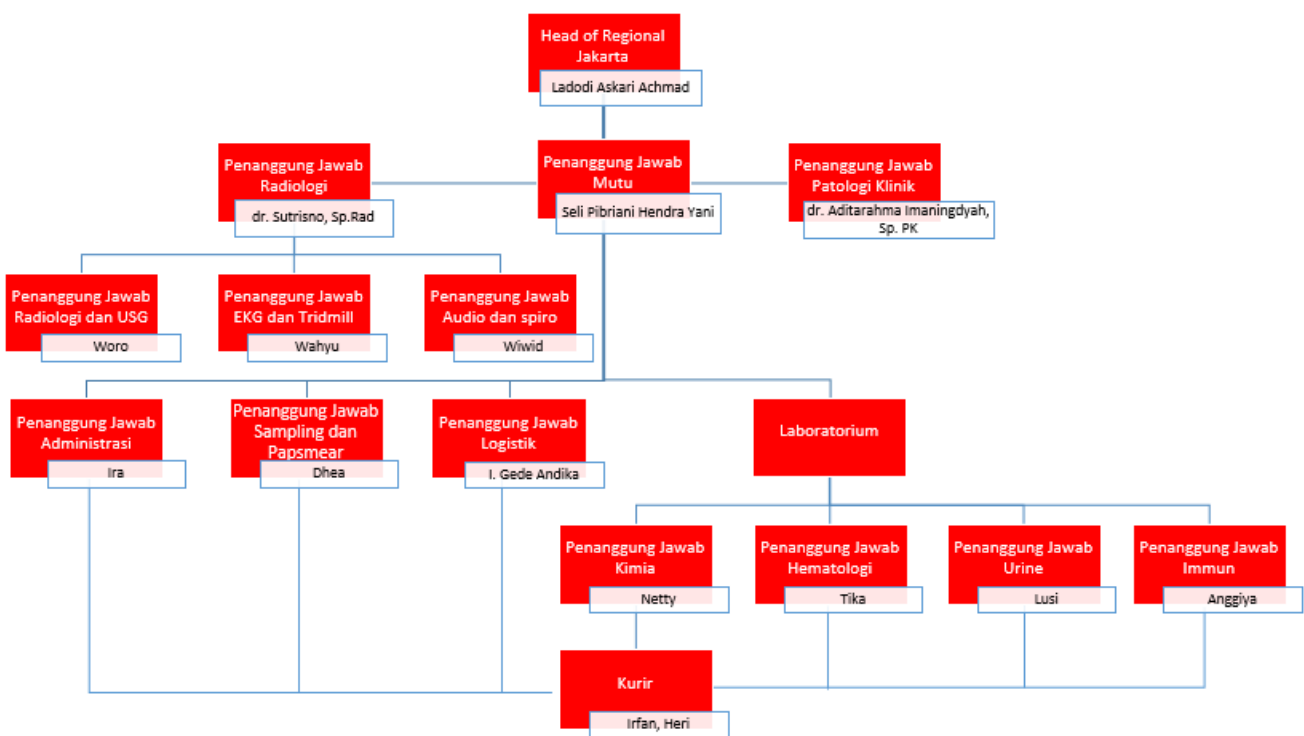 Head of Regional
Jakarta
Ladodi Askari Achmad
Penanggung Jawab
Radiologi
dr. Sutrisno, Sp.Rad
Penanggung Jawab
Mutu
Seli Pibriani Hendra Yani
Penanggung Jawab
Patologi Klinik
dr. Aditarahma Imaningdyah,
Sp. PK
Penanggung Jawab
Radiologi dan USG
Woro
Penanggung Jawab
EKG dan Tridmill
Wahyu
Penanggung Jawab
Audio dan spiro
Wiwid
Penanggung Jawab
Administrasi
Ira
Penanggung Jawab
Sampling dan
Papsmear
Dhea
Penanggung Jawab
Logistik
I. Gede Andika
Laboratorium
Penanggung Jawab
Kimia
Netty
Penanggung Jawab
Hematologi
Tika
Penanggung Jawab
Urine
Lusi
Penanggung Jawab
Immun
Anggiya
Kurir
Irfan, Heri